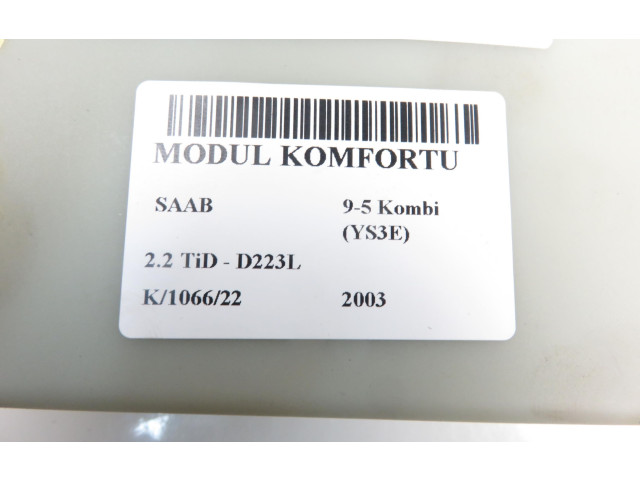 MODUL KOMFORTU
SAAB 9-5 Kombi
(YS3E)
2.2 TiD - D223L
K/1066/22 2003